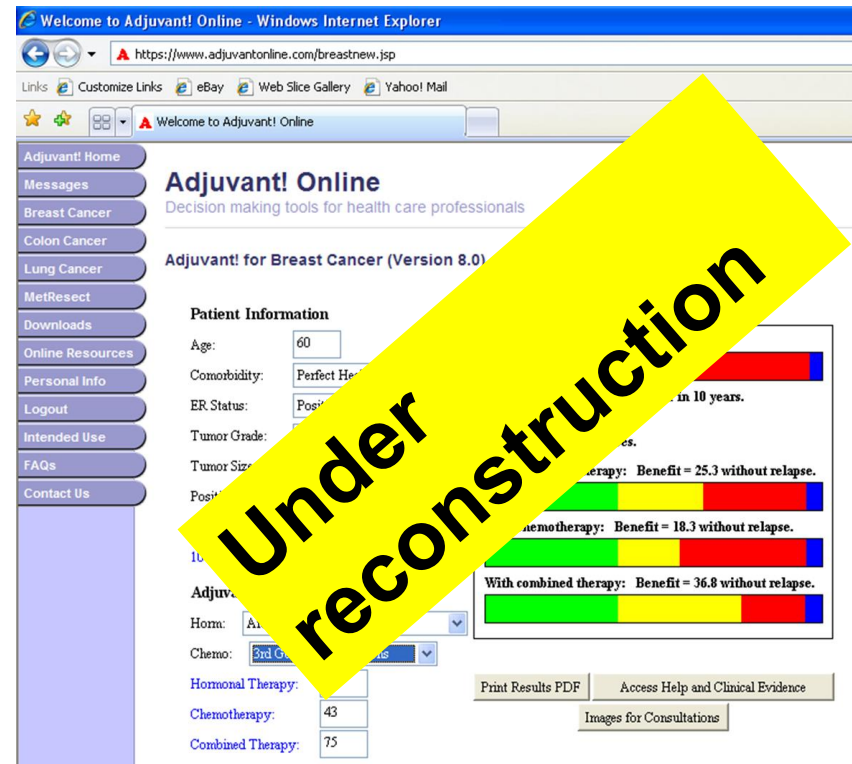 Welcome to Adjuvant! Online - Windows Internet Explorer
https://www.adjuvantonline.com/breastnew.jsp
Links Customize Links eBay Web Slice Gallery Yahoo! Mail
Welcome to Adjuvant! Online
Adjuvant! Home
Messages
Breast Cancer
Colon Cancer
Lung Cancer
MetResect
Downloads
Online Resources
Personal Info
Logout
Intended Use
FAQs
Contact Us
Adjuvant! Online
Decision making tools for health care professionals
Adjuvant! for Breast Cancer (Version 8.0)
Patient Information
Age: 60
Comorbidity: Perfect
ER Status:
Tumor Grade:
Tumor
Horm:
Chemo: 3rd
Hormonal Therapy:
Chemotherapy: 43
Combined Therapy: 75
in 10 years.
Benefit = 25.3 without relapse.
Benefit = 18.3 without relapse.
With combined therapy: Benefit = 36.8 without relapse.
Print Results PDF Access Help and Clinical Evidence
Images for Consultations
Under
reconstruction